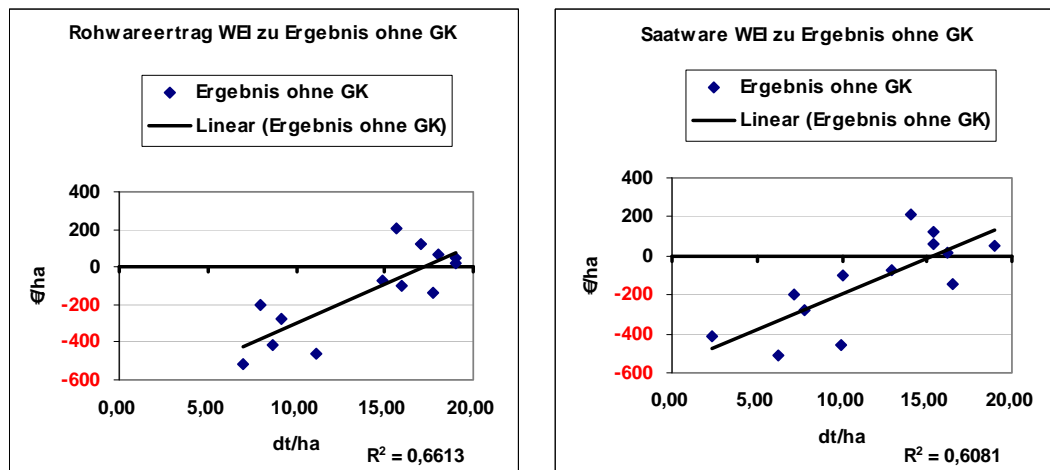 Rohwareertrag WEI zu Ergebnis ohne GK
Ergebnis ohne GK
Linear (Ergebnis ohne GK)
400
200
0
-200
-400
-600
€/ha
0,00 5,00 10,00 15,00 20,00
dt/ha
R² = 0,6613
Saatware WEI zu Ergebnis ohne GK
Ergebnis ohne GK
Linear (Ergebnis ohne GK)
400
200
0
-200
-400
-600
€/ha
0,00 5,00 10,00 15,00 20,00
dt/ha
R² = 0,6081